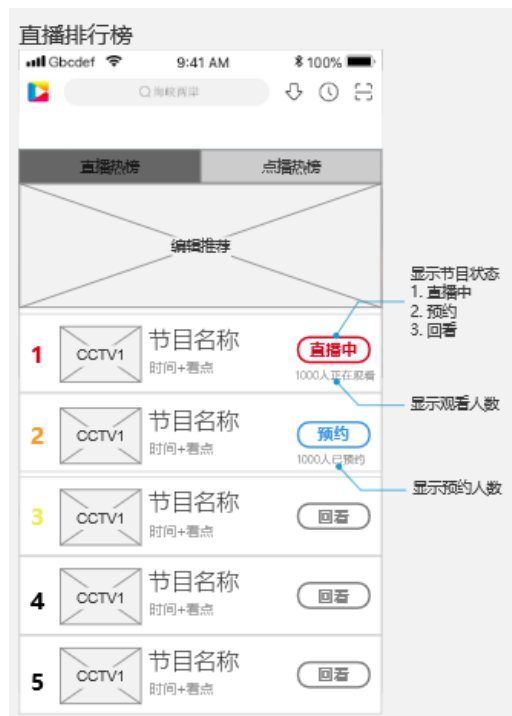 直播排行榜
Gbcdef 9:41 AM 100%
海峡两岸
直播热榜 点播热榜
编辑推荐
显示节目状态
1. 直播中
2. 预约
3. 回看
1 CCTV1 节目名称 直播中
时间+看点 1000人正在观看
显示观看人数
2 CCTV1 节目名称 预约
时间+看点 1000人已预约
显示预约人数
3 CCTV1 节目名称 回看
时间+看点
4 CCTV1 节目名称 回看
时间+看点
5 CCTV1 节目名称 回看
时间+看点